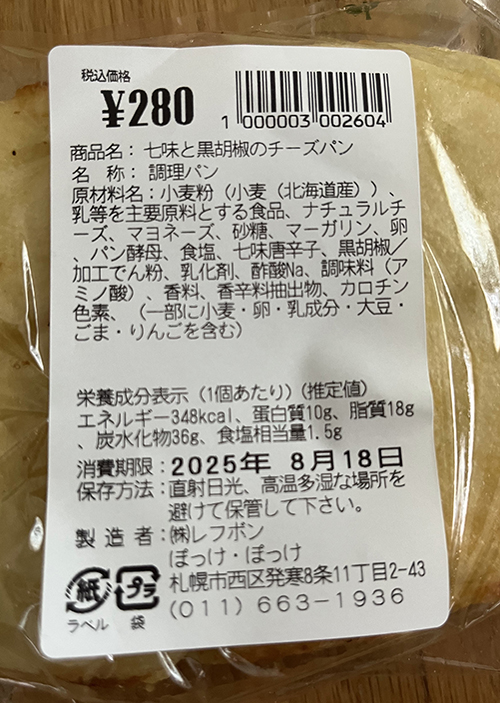 税込価格
¥280
1 000003 002604
商品名：七味と黒胡椒のチーズパン
名　称：調理パン
原材料名：小麦粉（小麦（北海道産））、
乳等を主要原料とする食品、ナチュラルチ
ーズ、マヨネーズ、砂糖、マーガリン、卵
、パン酵母、食塩、七味唐辛子、黒胡椒／
加工でん粉、乳化剤、酢酸Na、調味料（ア
ミノ酸）、香料、香辛料抽出物、カロチン
色素、（一部に小麦・卵・乳成分・大豆・
ごま・りんごを含む）
栄養成分表示（1個あたり）（推定値）
エネルギー348kcal、蛋白質10g、脂質18g
、炭水化物36g、食塩相当量1.5g
消費期限：2025年 8月18日
保存方法：直射日光、高温多湿な場所を
避けて保管して下さい。
製造者：㈱レフボン
ぽっけ・ぽっけ
札幌市西区発寒8条11丁目2-43
(011) 663-1936
紙 プラ
ラベル 袋